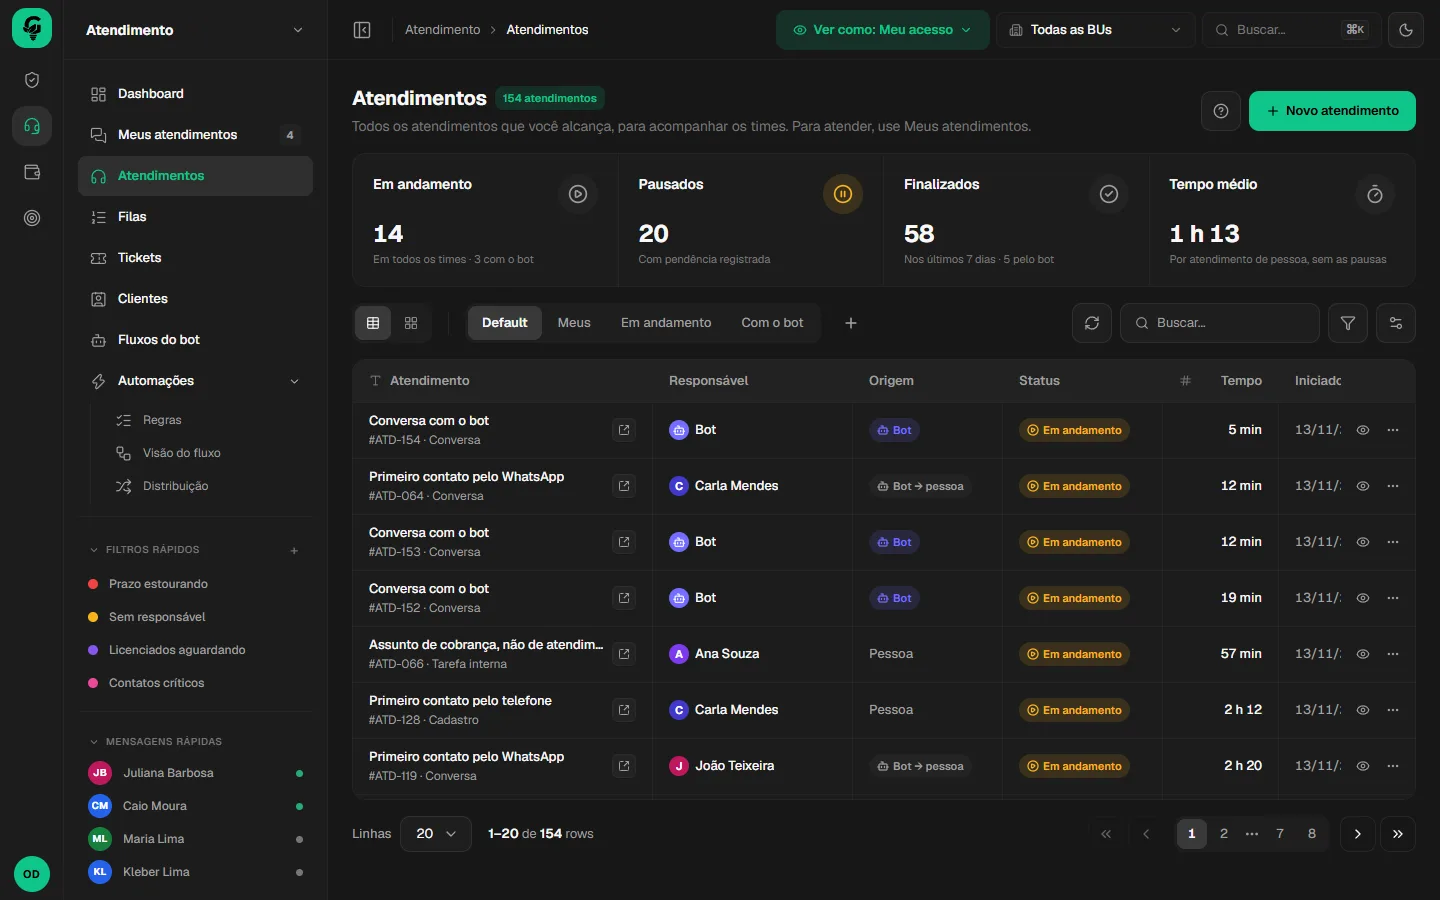 Atendimento
Atendimento > Atendimentos
Ver como: Meu acesso
Todas as BUs
Buscar...
⌘K
Dashboard
Meus atendimentos 4
Atendimentos
Filas
Tickets
Clientes
Fluxos do bot
Automações
Regras
Visão do fluxo
Distribuição
FILTROS RÁPIDOS +
Prazo estourando
Sem responsável
Licenciados aguardando
Contatos críticos
MENSAGENS RÁPIDAS
JB Juliana Barbosa
CM Caio Moura
ML Maria Lima
KL Kleber Lima
OD
Atendimentos 154 atendimentos
Todos os atendimentos que você alcança, para acompanhar os times. Para atender, use Meus atendimentos.
+ Novo atendimento
Em andamento
14
Em todos os times · 3 com o bot
Pausados
20
Com pendência registrada
Finalizados
58
Nos últimos 7 dias · 5 pelo bot
Tempo médio
1 h 13
Por atendimento de pessoa, sem as pausas
Default Meus Em andamento Com o bot +
Buscar...
Atendimento Responsável Origem Status # Tempo Iniciado
Conversa com o bot
#ATD-154 · Conversa
Bot Bot Em andamento 5 min 13/11/
Primeiro contato pelo WhatsApp
#ATD-064 · Conversa
C Carla Mendes Bot → pessoa Em andamento 12 min 13/11/
Conversa com o bot
#ATD-153 · Conversa
Bot Bot Em andamento 12 min 13/11/
Conversa com o bot
#ATD-152 · Conversa
Bot Bot Em andamento 19 min 13/11/
Assunto de cobrança, não de atendim...
#ATD-066 · Tarefa interna
A Ana Souza Pessoa Em andamento 57 min 13/11/
Primeiro contato pelo telefone
#ATD-128 · Cadastro
C Carla Mendes Pessoa Em andamento 2 h 12 13/11/
Primeiro contato pelo WhatsApp
#ATD-119 · Conversa
J João Teixeira Bot → pessoa Em andamento 2 h 20 13/11/
Linhas 20 1–20 de 154 rows
« ‹ 1 2 ... 7 8 › »